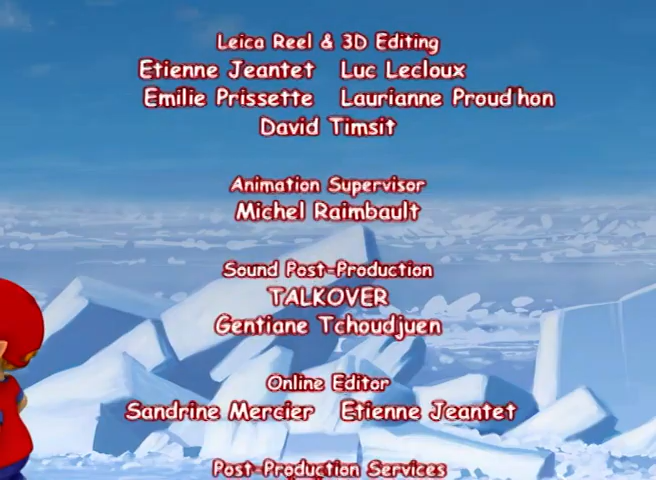 Leica Reel & 3D Editing
Etienne Jeantet Luc Lecloux
Emilie Prissette Laurianne Proud'hon
David Timsit
Animation Supervisor
Michel Raimbault
Sound Post-Production
TALKOVER
Gentiane Tchoudjuen
Online Editor
Sandrine Mercier Etienne Jeantet
Post-Production Services